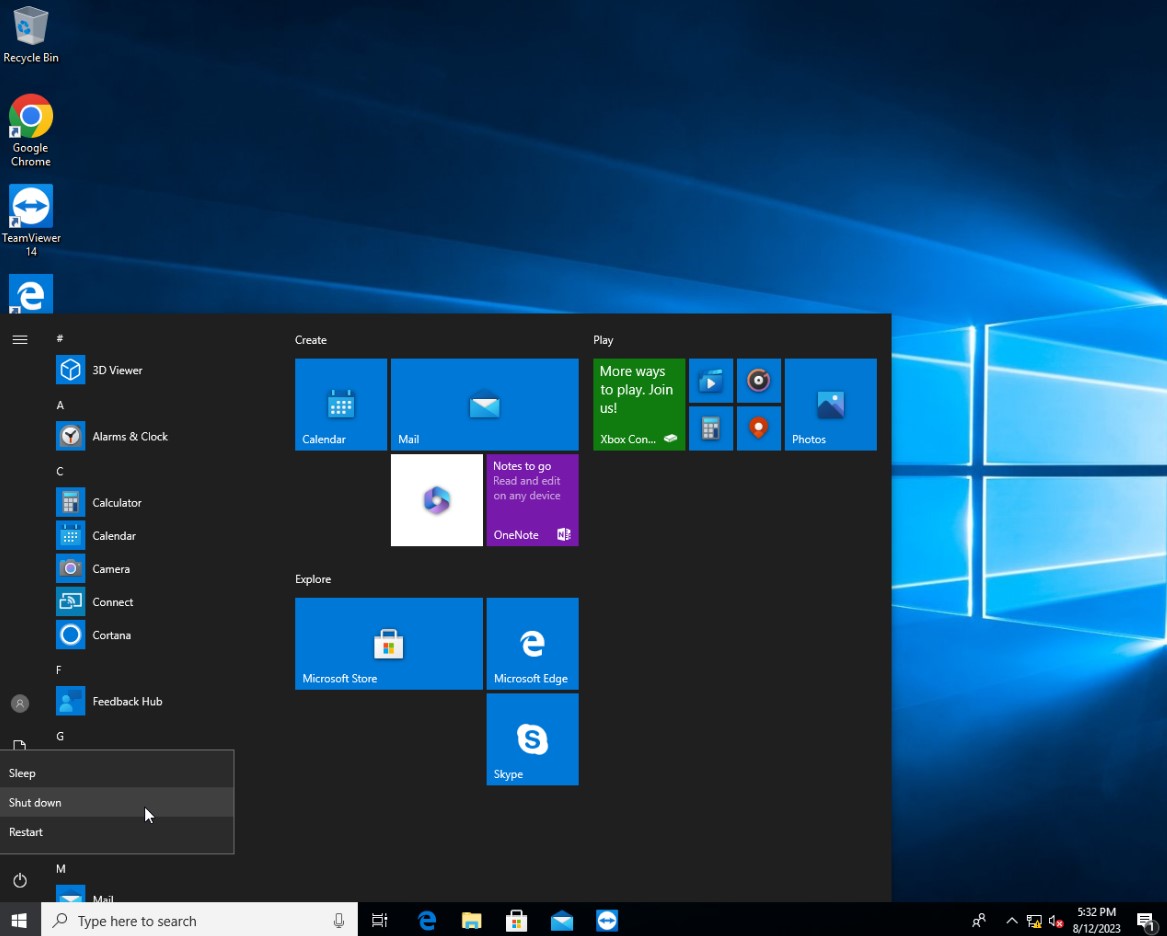 Recycle Bin
Google
Chrome
TeamViewer
14
#
3D Viewer
A
Alarms & Clock
C
Calculator
Calendar
Camera
Connect
Cortana
F
Feedback Hub
G
Sleep
Shut down
Restart
M
Mail
Create
Calendar
Mail
Notes to go
Read and edit
on any device
OneNote
N
Explore
Microsoft Store
Microsoft Edge
Skype
Play
More ways
to play. Join
us!
Xbox Con...
Photos
Type here to search
5:32 PM
8/12/2023
1